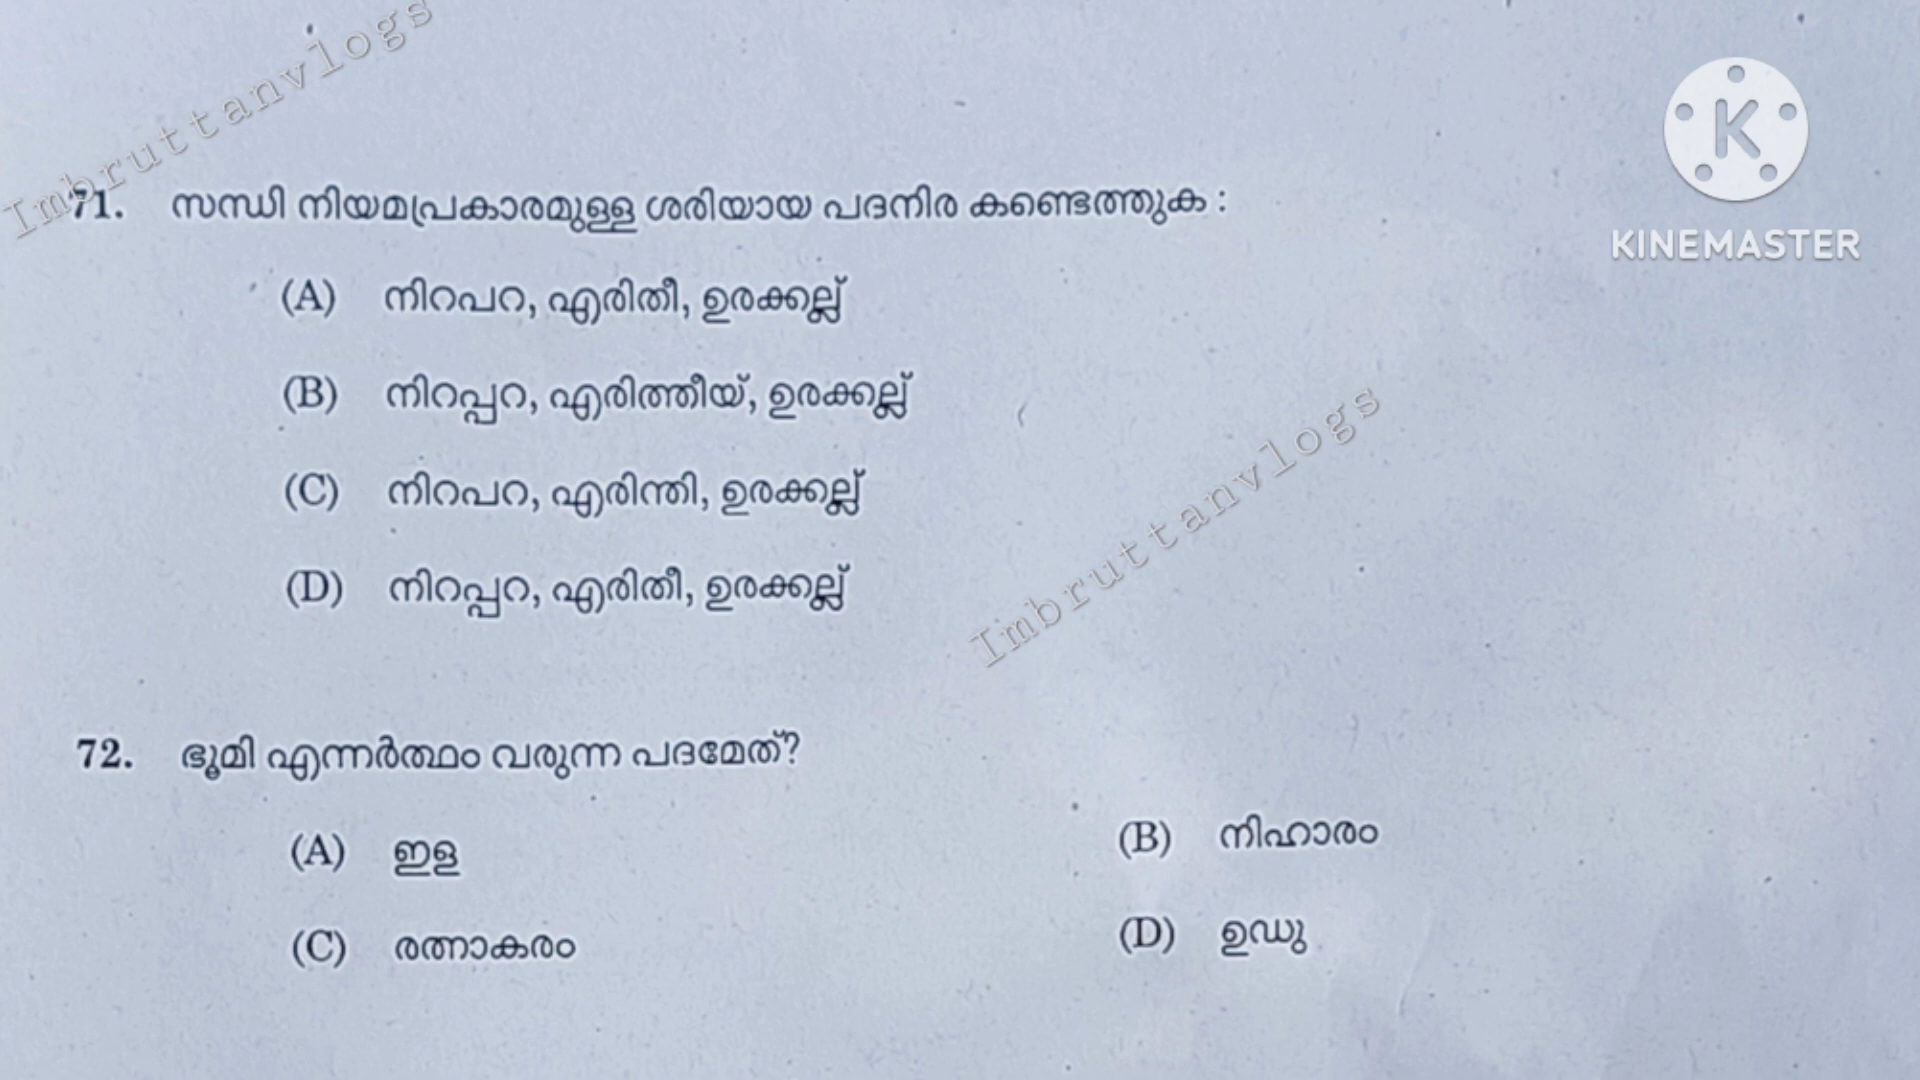 Imbruttanvlogs
K
KINEMASTER
71. സന്ധി നിയമപ്രകാരമുള്ള ശരിയായ പദനിര കണ്ടെത്തുക :
(A) നിറപറ, എരിതീ, ഉരക്കല്ല്
(B) നിറപ്പറ, എരിത്തീയ്, ഉരക്കല്ല്
(C) നിറപറ, എരിന്തി, ഉരക്കല്ല്
(D) നിറപ്പറ, എരിതീ, ഉരക്കല്ല്
Imbruttanvlogs
72. ഭൂമി എന്നർത്ഥം വരുന്ന പദമേത്?
(A) ഇള (B) നിഹാരം
(C) രത്നാകരം (D) ഉഡു